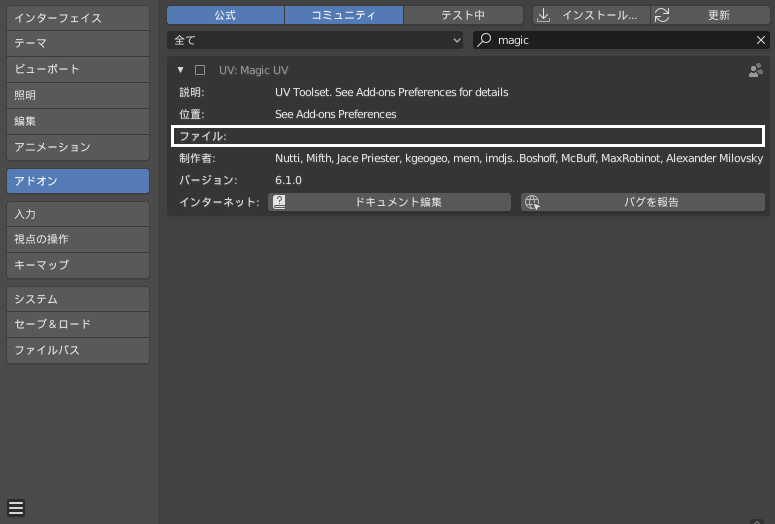 インターフェイス
テーマ
ビューポート
照明
編集
アニメーション
アドオン
入力
視点の操作
キーマップ
システム
セーブ＆ロード
ファイルパス
公式 コミュニティ テスト中 インストール... 更新
全て magic
UV: Magic UV
説明: UV Toolset. See Add-ons Preferences for details
位置: See Add-ons Preferences
ファイル:
制作者: Nutti, Mifth, Jace Priester, kgeogeo, mem, imdjs..Boshoff, McBuff, MaxRobinot, Alexander Milovsky
バージョン: 6.1.0
インターネット: ドキュメント編集 バグを報告